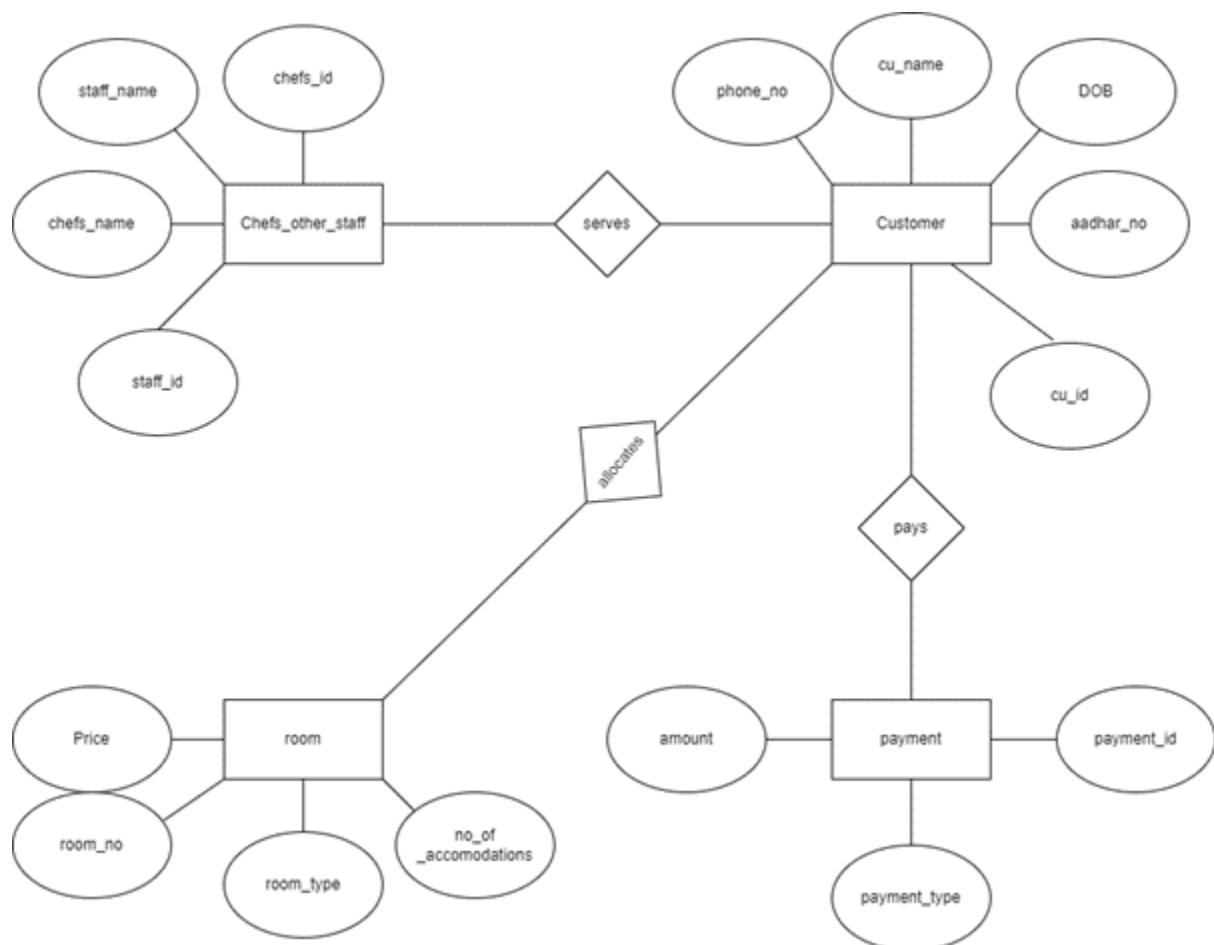 cu_name
chefs_id
staff_name
phone_no
DOB
chefs_name
Chefs_other_staff
serves
Customer
aadhar_no
staff_id
cu_id
allocates
pays
Price
room
amount
payment
payment_id
room_no
no_of
_accomodations
room_type
payment_type